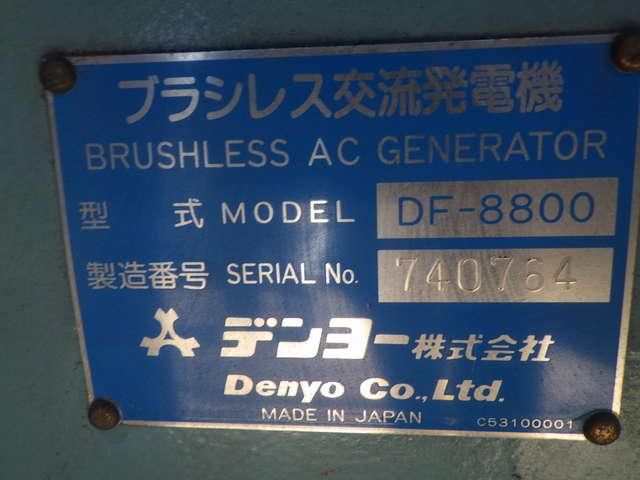 ブラシレス交流発電機
BRUSHLESS AC GENERATOR
型 式 MODEL DF-8800
製造番号 SERIAL No. 740764
デンヨー株式会社
Denyo Co.,Ltd.
MADE IN JAPAN C53100001